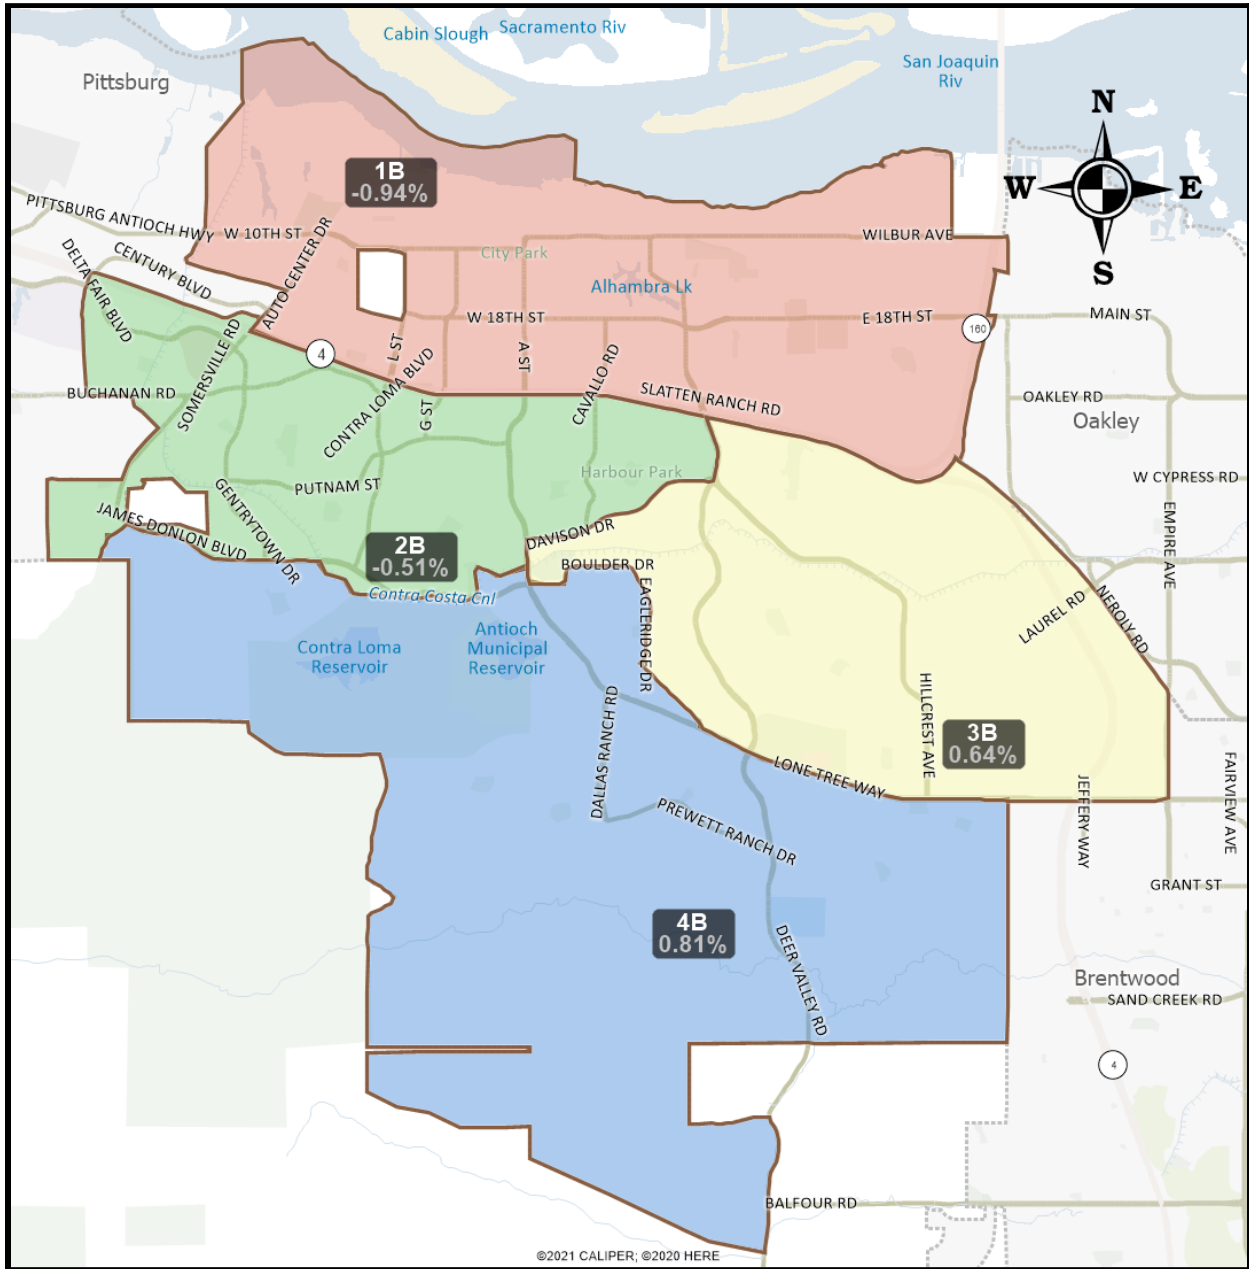 Cabin Slough
Sacramento Riv
San Joaquin
Riv
Pittsburg
N
W
E
S
1B
-0.94%
PITTSBURG ANTIOCH HWY
W 10TH ST
AUTO CENTER DR
WILBUR AVE
City Park
CENTURY BLVD
DELTA FAIR BLVD
Alhambra Lk
W 18TH ST
E 18TH ST
160
MAIN ST
SOMERSVILLE RD
4
L ST
A ST
CAVALLO RD
CONTRA LOMA BLVD
G ST
BUCHANAN RD
SLATTEN RANCH RD
OAKLEY RD
Oakley
Harbour Park
W CYPRESS RD
PUTNAM ST
GENTRYTOWN DR
JAMES DONLON BLVD
DAVISON DR
EMPIRE AVE
2B
-0.51%
BOULDER DR
Contra Costa Cnl
EAGLERIDGE DR
LAUREL RD
NEROLY RD
Contra Loma
Reservoir
Antioch
Municipal
Reservoir
DALLAS RANCH RD
HILLCREST AVE
3B
0.64%
LONE TREE WAY
JEFFERY WAY
FAIRVIEW AVE
PREWETT RANCH DR
GRANT ST
4B
0.81%
DEER VALLEY RD
Brentwood
SAND CREEK RD
4
BALFOUR RD
©2021 CALIPER; ©2020 HERE